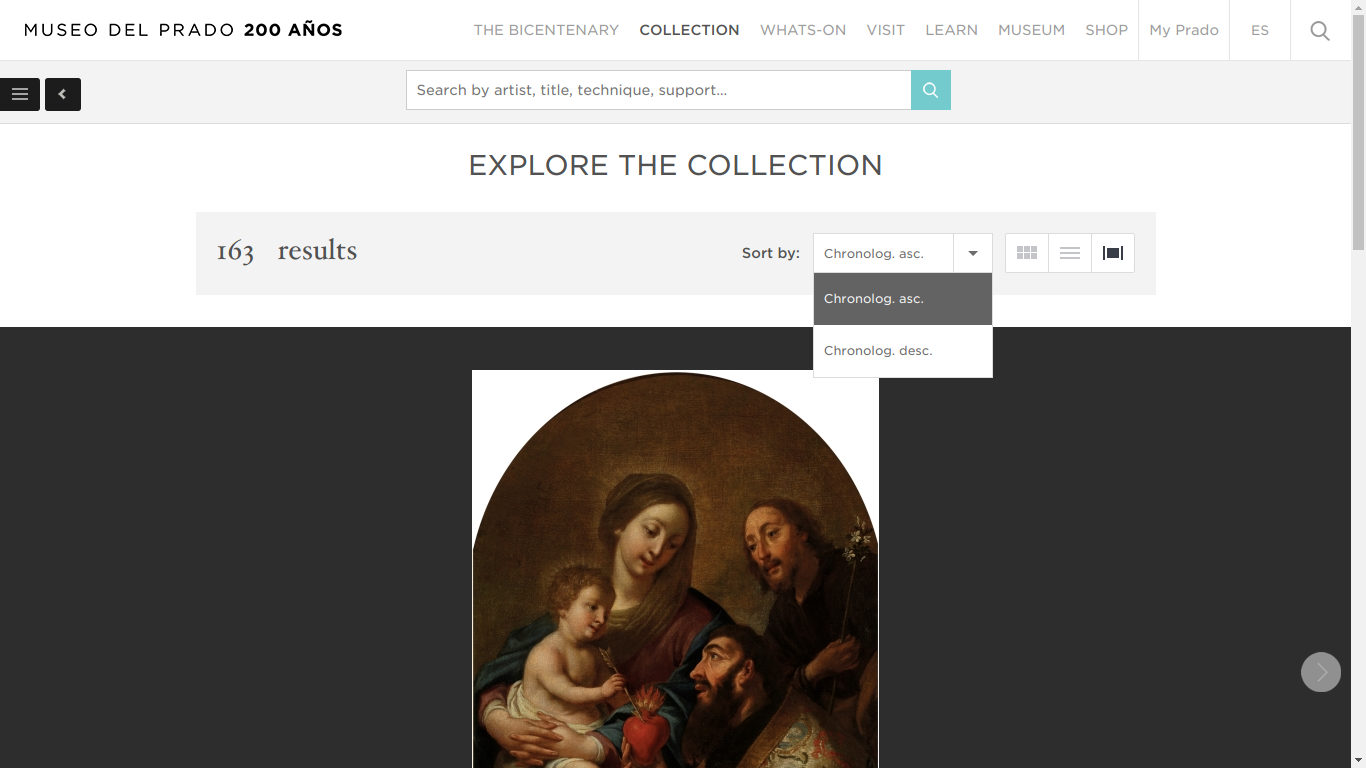 MUSEO DEL PRADO 200 AÑOS
THE BICENTENARY COLLECTION WHATS-ON VISIT LEARN MUSEUM SHOP My Prado ES
Search by artist, title, technique, support...
EXPLORE THE COLLECTION
163 results
Sort by: Chronolog. asc.
Chronolog. asc.
Chronolog. desc.